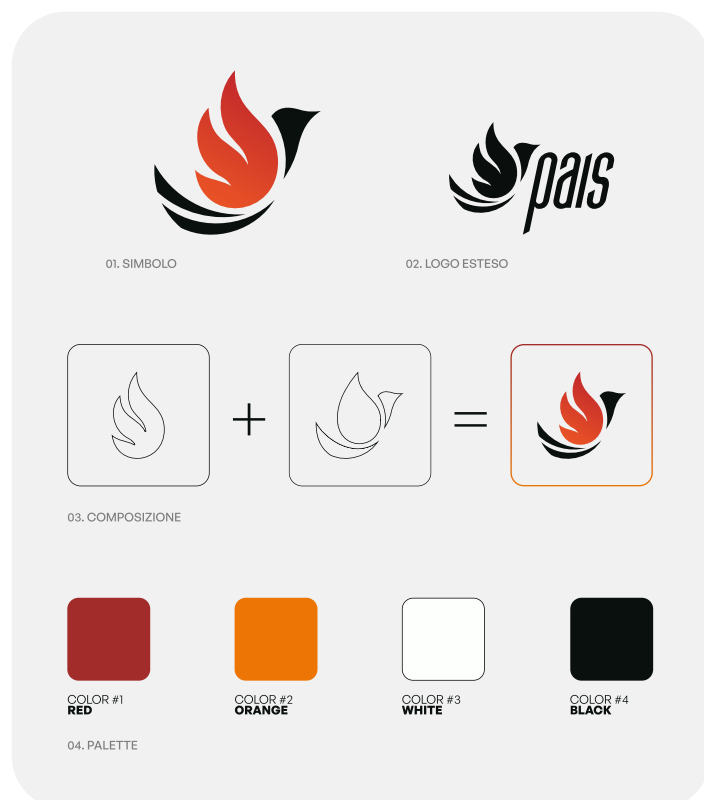 pais
01. SIMBOLO
02. LOGO ESTESO
03. COMPOSIZIONE
COLOR #1
RED
COLOR #2
ORANGE
COLOR #3
WHITE
COLOR #4
BLACK
04. PALETTE